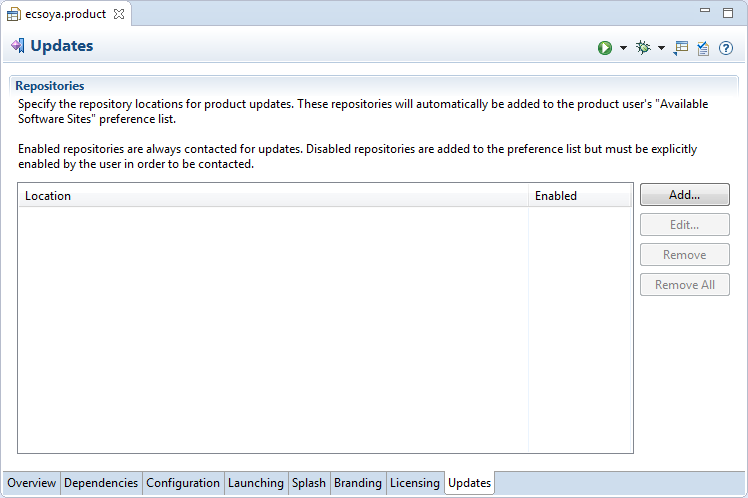 ecsoya.product
Updates
Repositories
Specify the repository locations for product updates. These repositories will automatically be added to the product user's "Available
Software Sites" preference list.
Enabled repositories are always contacted for updates. Disabled repositories are added to the preference list but must be explicitly
enabled by the user in order to be contacted.
Location Enabled
Add...
Edit...
Remove
Remove All
Overview Dependencies Configuration Launching Splash Branding Licensing Updates